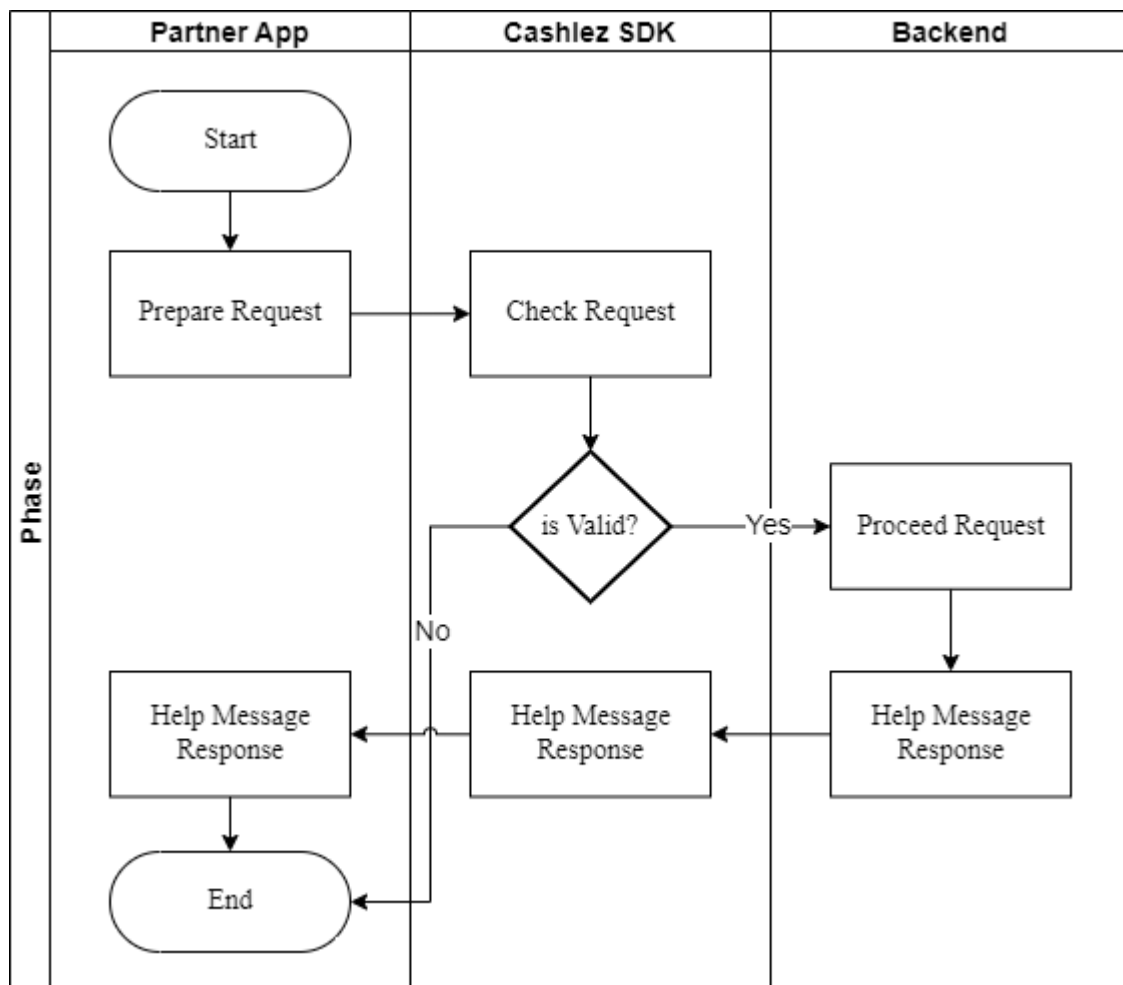 Partner App
Cashlez SDK
Backend
Phase
Start
Prepare Request
Check Request
is Valid?
Yes
Proceed Request
No
Help Message
Response
Help Message
Response
Help Message
Response
End